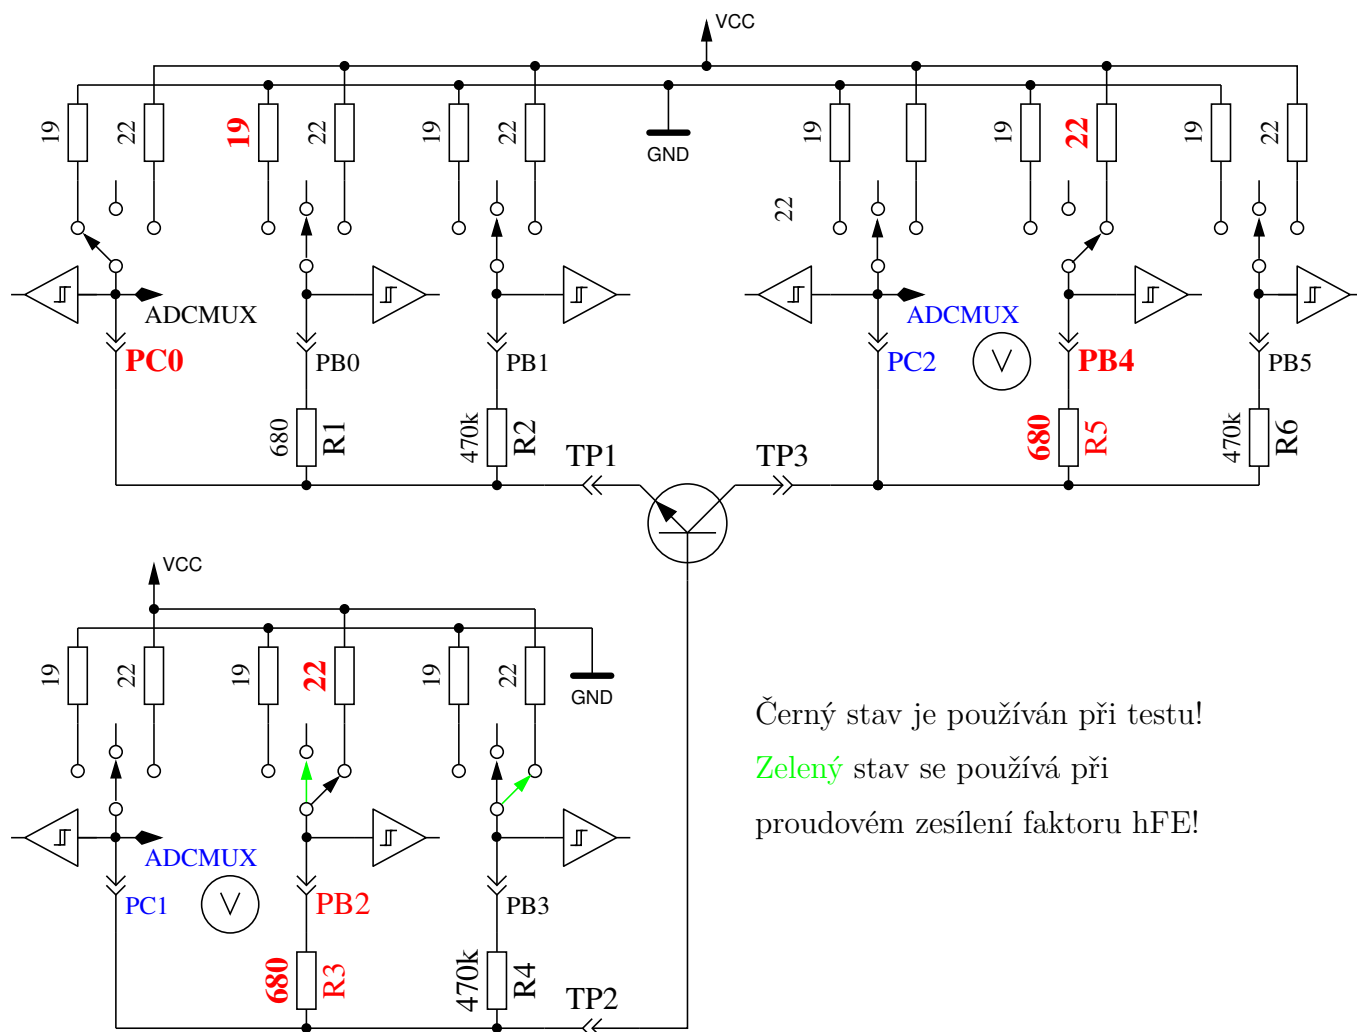 VCC
19
22
19
22
19
22
GND
19
22
19
22
19
22
ADCMUX
ADCMUX
PC0
PB0
PB1
PC2
V
PB4
PB5
680
R1
470k
R2
TP1
TP3
680
R5
470k
R6
VCC
19
22
19
22
19
22
GND
Černý stav je používán při testu!
Zelený stav se používá při
proudovém zesílení faktoru hFE!
ADCMUX
PC1
V
PB2
PB3
680
R3
470k
R4
TP2